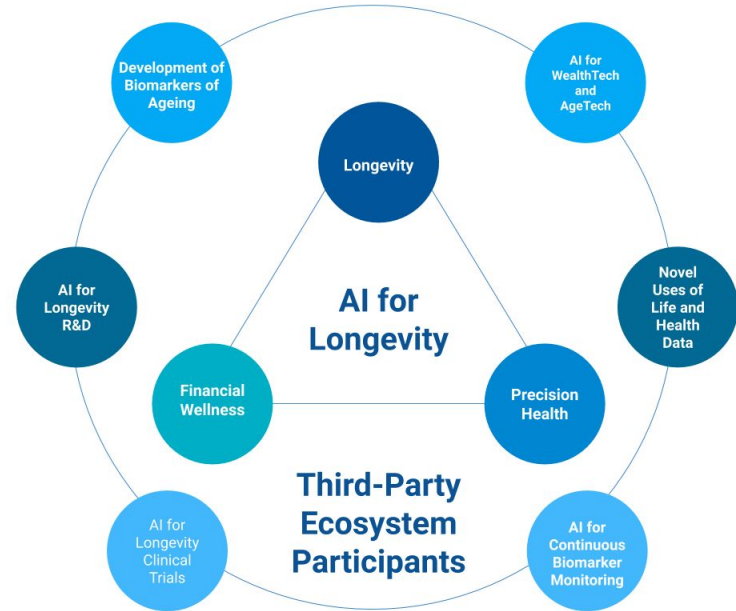 Development of
Biomarkers of
Ageing
AI for
WealthTech
and
AgeTech
Longevity
AI for
Longevity
R&D
AI for
Longevity
Novel
Uses of
Life and
Health
Data
Financial
Wellness
Precision
Health
Third-Party
Ecosystem
Participants
AI for
Longevity
Clinical
Trials
AI for
Continuous
Biomarker
Monitoring